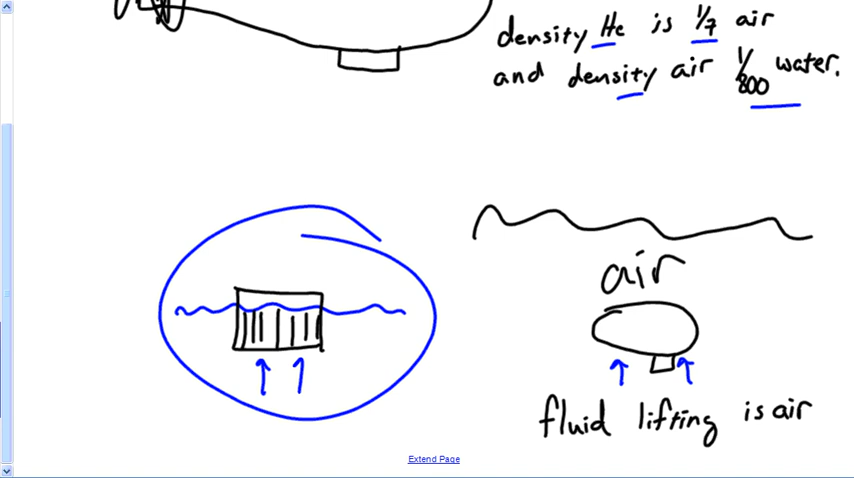 density He is 1/7 air
and density air 1/800 water.
air
fluid lifting is air
Extend Page